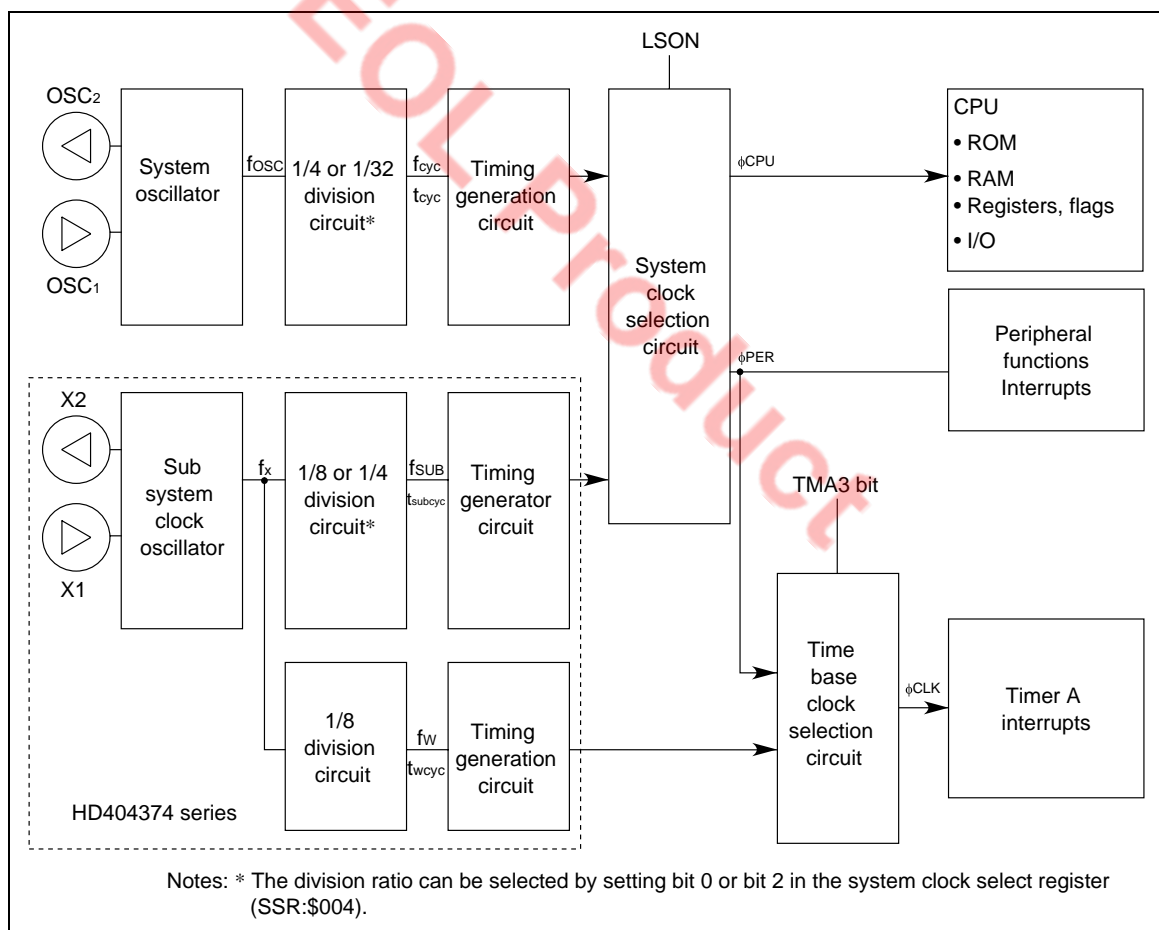 EOL Product
LSON
OSC2
OSC1
System
oscillator
fOSC
1/4 or 1/32
division
circuit*
fcyc
tcyc
Timing
generation
circuit
System
clock
selection
circuit
ϕCPU
ϕPER
CPU
• ROM
• RAM
• Registers, flags
• I/O
Peripheral
functions
Interrupts
X2
X1
Sub
system
clock
oscillator
fx
1/8 or 1/4
division
circuit*
fSUB
tsubcyc
Timing
generator
circuit
TMA3 bit
1/8
division
circuit
fW
twcyc
Timing
generation
circuit
Time
base
clock
selection
circuit
ϕCLK
Timer A
interrupts
HD404374 series
Notes: * The division ratio can be selected by setting bit 0 or bit 2 in the system clock select register
(SSR:$004).